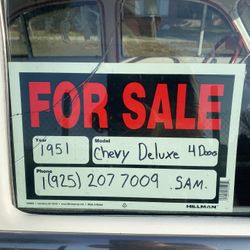 FOR SALE
Year Model
1951 Chevy Deluxe 4 Door
Phone
1(925) 207 7009. SAM.
HILLMAN